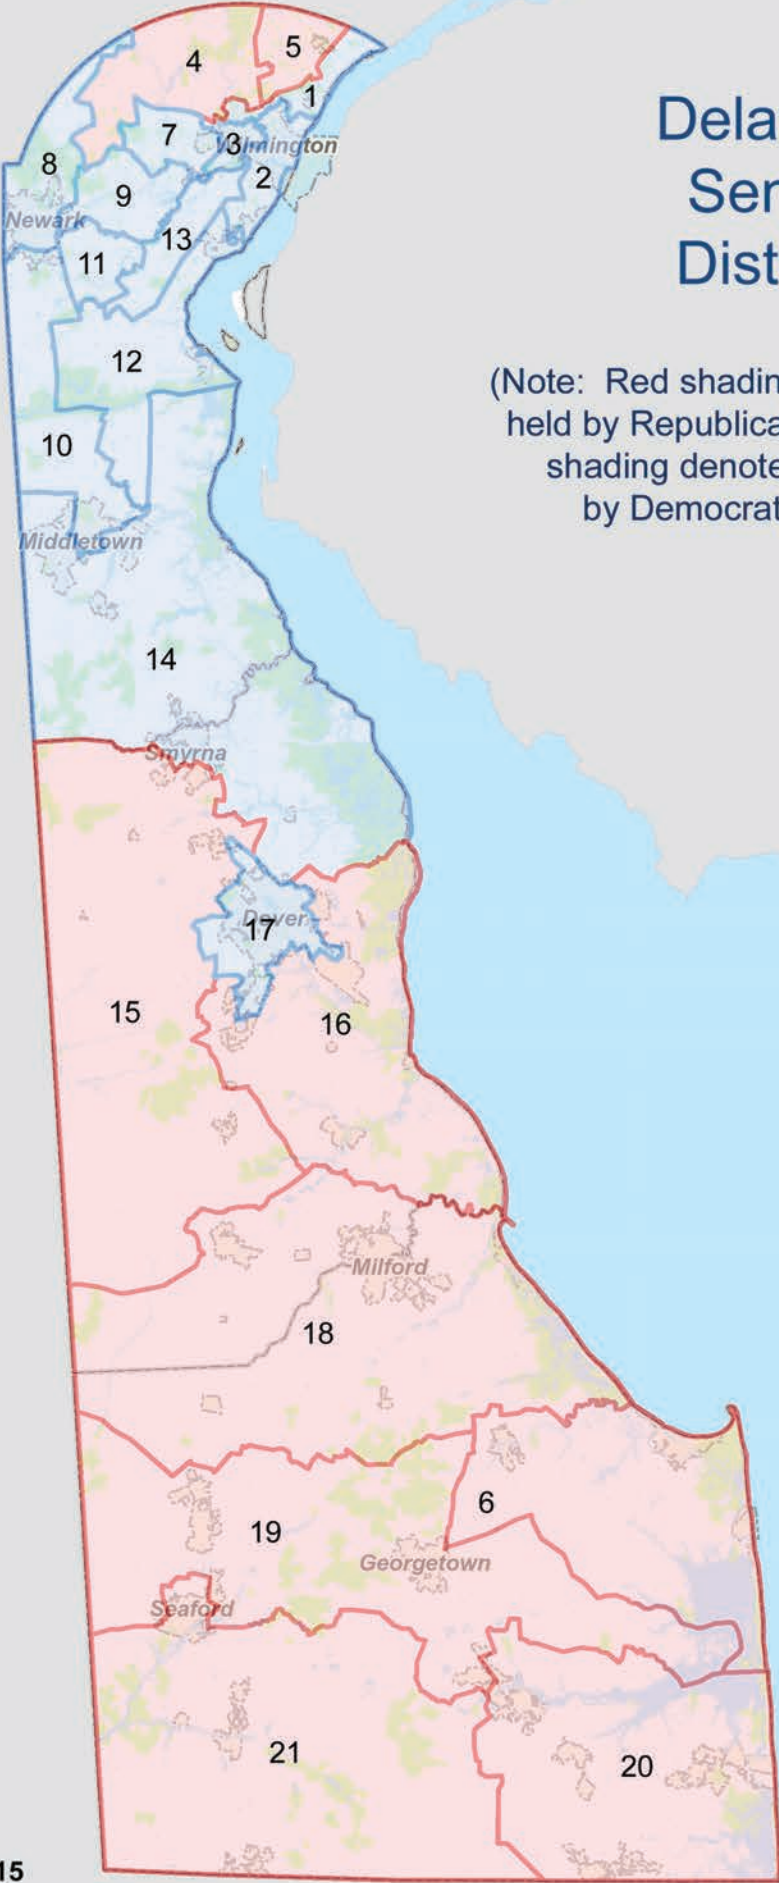 Dela
Sen
Dist
(Note: Red shadin
held by Republica
shading denote
by Democrat
4
5
1
7
3
Wilmington
8
2
9
Newark
13
11
12
10
Middletown
14
Smyrna
Dover
17
15
16
Milford
18
6
19
Georgetown
Seaford
21
20
15